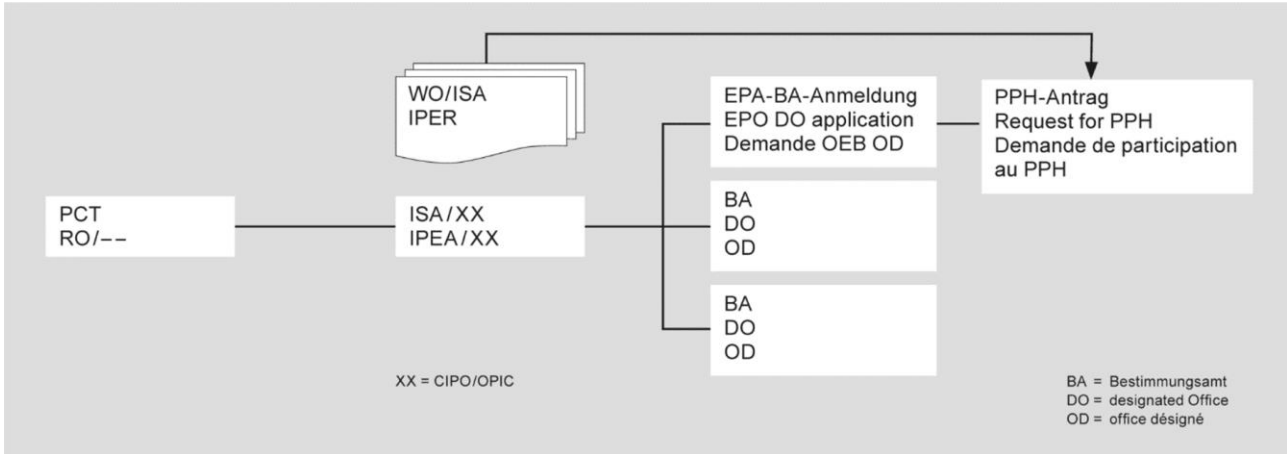 WO/ISA
IPER
EPA-BA-Anmeldung
EPO DO application
Demande OEB OD
PPH-Antrag
Request for PPH
Demande de participation
au PPH
PCT
RO/––
ISA/XX
IPEA/XX
BA
DO
OD
BA
DO
OD
XX = CIPO/OPIC
BA = Bestimmungsamt
DO = designated Office
OD = office désigné